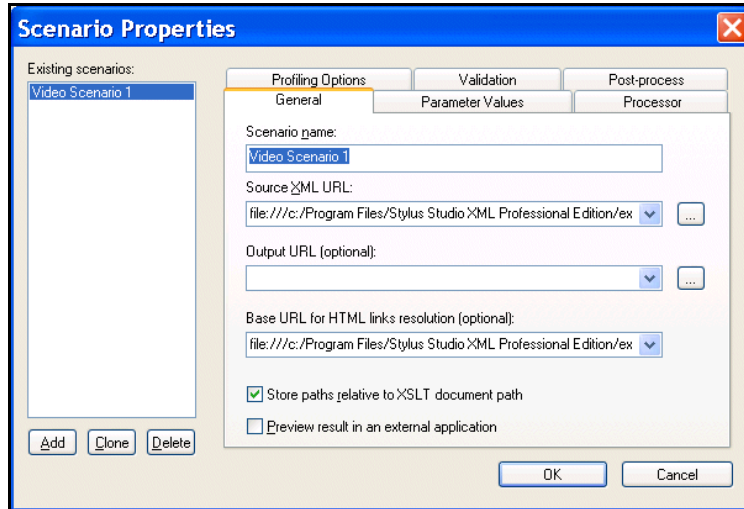 Scenario Properties
Existing scenarios:
Video Scenario 1
Profiling Options
Validation
Post-process
General
Parameter Values
Processor
Scenario name:
Video Scenario 1
Source XML URL:
file:///c:/Program Files/Stylus Studio XML Professional Edition/ex
...
Output URL (optional):
...
Base URL for HTML links resolution (optional):
file:///c:/Program Files/Stylus Studio XML Professional Edition/ex
Store paths relative to XSLT document path
Preview result in an external application
Add
Clone
Delete
OK
Cancel